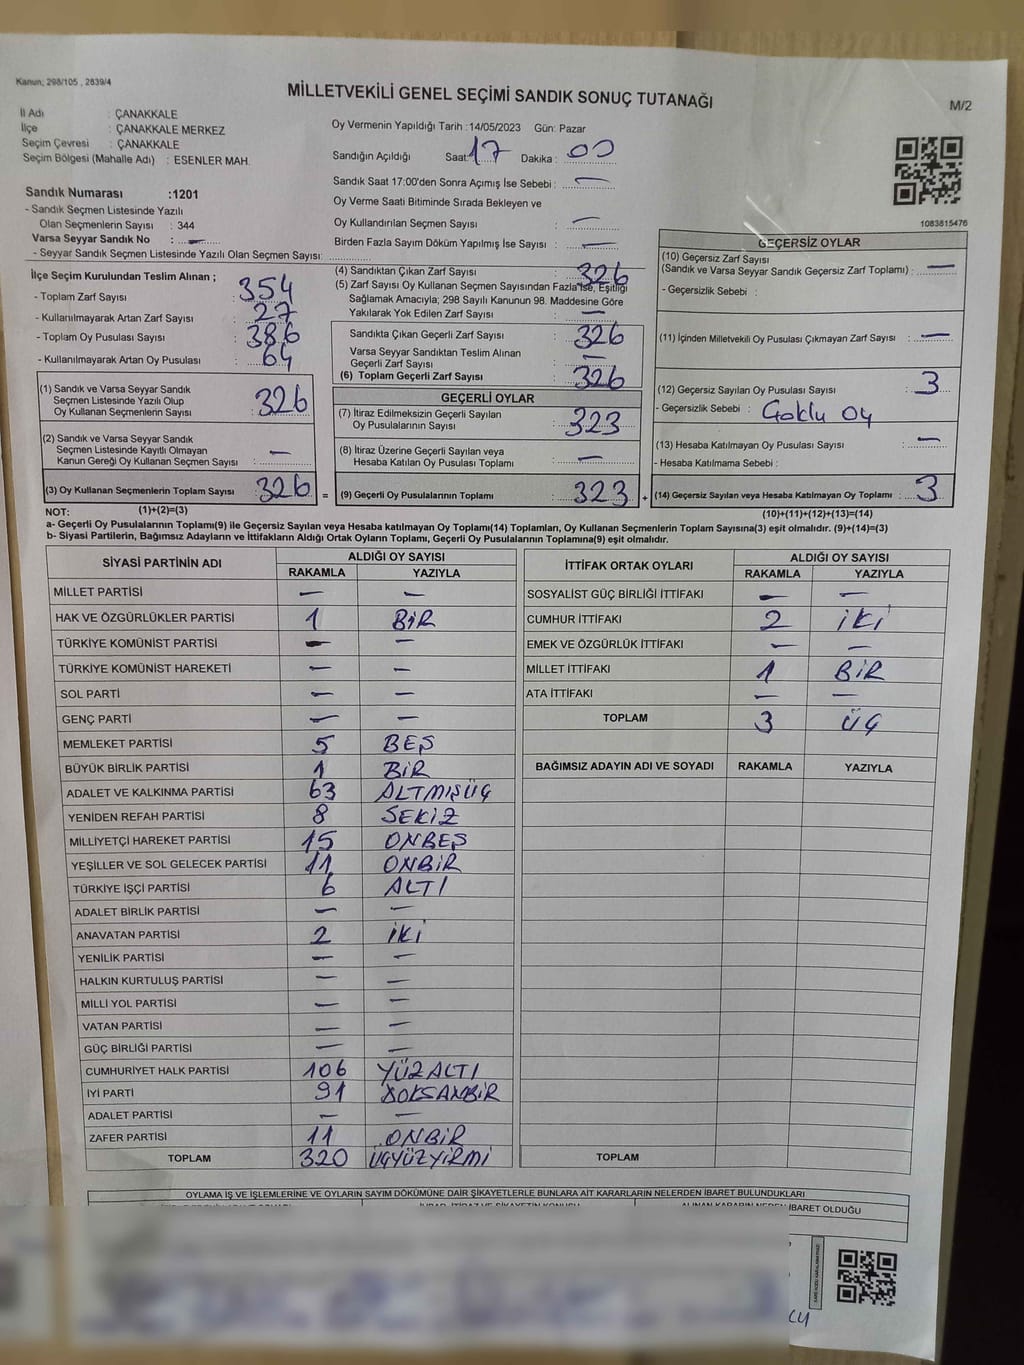 Kanun; 298/105 , 2839/4
MİLLETVEKİLİ GENEL SEÇİMİ SANDIK SONUÇ TUTANAĞI
M/2
İl Adı : ÇANAKKALE
İlçe : ÇANAKKALE MERKEZ
Seçim Çevresi : ÇANAKKALE
Seçim Bölgesi (Mahalle Adı) : ESENLER MAH.
Oy Vermenin Yapıldığı Tarih :14/05/2023 Gün: Pazar
Sandığın Açıldığı Saat: 17 Dakika : 00
Sandık Saat 17:00'den Sonra Açımış İse Sebebi : —
Oy Verme Saati Bitiminde Sırada Bekleyen ve
Oy Kullandırılan Seçmen Sayısı : —
Birden Fazla Sayım Döküm Yapılmış İse Sayısı : —
1083815476
Sandık Numarası :1201
- Sandık Seçmen Listesinde Yazılı
Olan Seçmenlerin Sayısı : 344
Varsa Seyyar Sandık No : —
- Seyyar Sandık Seçmen Listesinde Yazılı Olan Seçmen Sayısı:
İlçe Seçim Kurulundan Teslim Alınan ;
- Toplam Zarf Sayısı : 354
- Kullanılmayarak Artan Zarf Sayısı : 27
- Toplam Oy Pusulası Sayısı : 386
- Kullanılmayarak Artan Oy Pusulası : 64
(1) Sandık ve Varsa Seyyar Sandık
Seçmen Listesinde Yazılı Olup
Oy Kullanan Seçmenlerin Sayısı : 326
(2) Sandık ve Varsa Seyyar Sandık
Seçmen Listesinde Kayıtlı Olmayan
Kanun Gereği Oy Kullanan Seçmen Sayısı : —
(3) Oy Kullanan Seçmenlerin Toplam Sayısı : 326 =
(4) Sandıktan Çıkan Zarf Sayısı : 326
(5) Zarf Sayısı Oy Kullanan Seçmen Sayısından Fazla İse, Eşitliği
Sağlamak Amacıyla; 298 Sayılı Kanunun 98. Maddesine Göre
Yakılarak Yok Edilen Zarf Sayısı : —
Sandıkta Çıkan Geçerli Zarf Sayısı : 326
Varsa Seyyar Sandıktan Teslim Alınan
Geçerli Zarf Sayısı : —
(6) Toplam Geçerli Zarf Sayısı : 326
GEÇERLİ OYLAR
(7) İtiraz Edilmeksizin Geçerli Sayılan
Oy Pusulalarının Sayısı : 323
(8) İtiraz Üzerine Geçerli Sayılan veya
Hesaba Katılan Oy Pusulası Toplamı : —
(9) Geçerli Oy Pusulalarının Toplamı : 323 +
GEÇERSİZ OYLAR
(10) Geçersiz Zarf Sayısı
(Sandık ve Varsa Seyyar Sandık Geçersiz Zarf Toplamı) : —
- Geçersizlik Sebebi :
(11) İçinden Milletvekili Oy Pusulası Çıkmayan Zarf Sayısı : —
(12) Geçersiz Sayılan Oy Pusulası Sayısı : 3
- Geçersizlik Sebebi : Çoklu Oy
(13) Hesaba Katılmayan Oy Pusulası Sayısı : —
- Hesaba Katılmama Sebebi :
(14) Geçersiz Sayılan veya Hesaba Katılmayan Oy Toplamı : 3
NOT: (1)+(2)=(3)
(10)+(11)+(12)+(13)=(14)
a- Geçerli Oy Pusulalarının Toplamı(9) ile Geçersiz Sayılan veya Hesaba katılmayan Oy Toplamı(14) Toplamları, Oy Kullanan Seçmenlerin Toplam Sayısına(3) eşit olmalıdır. (9)+(14)=(3)
b- Siyasi Partilerin, Bağımsız Adayların ve İttifakların Aldığı Ortak Oyların Toplamı, Geçerli Oy Pusulalarının Toplamına(9) eşit olmalıdır.
SİYASİ PARTİNİN ADI ALDIĞI OY SAYISI
RAKAMLA YAZIYLA
MİLLET PARTİSİ — —
HAK VE ÖZGÜRLÜKLER PARTİSİ 1 BİR
TÜRKİYE KOMÜNİST PARTİSİ — —
TÜRKİYE KOMÜNİST HAREKETİ — —
SOL PARTİ — —
GENÇ PARTİ — —
MEMLEKET PARTİSİ 5 BEŞ
BÜYÜK BİRLİK PARTİSİ 1 BİR
ADALET VE KALKINMA PARTİSİ 63 ALTMIŞÜÇ
YENİDEN REFAH PARTİSİ 8 SEKİZ
MİLLİYETÇİ HAREKET PARTİSİ 15 ONBEŞ
YEŞİLLER VE SOL GELECEK PARTİSİ 11 ONBİR
TÜRKİYE İŞÇİ PARTİSİ 6 ALTI
ADALET BİRLİK PARTİSİ — —
ANAVATAN PARTİSİ 2 İKİ
YENİLİK PARTİSİ — —
HALKIN KURTULUŞ PARTİSİ — —
MİLLİ YOL PARTİSİ — —
VATAN PARTİSİ — —
GÜÇ BİRLİĞİ PARTİSİ — —
CUMHURİYET HALK PARTİSİ 106 YÜZALTI
İYİ PARTİ 91 DOKSANBİR
ADALET PARTİSİ — —
ZAFER PARTİSİ 11 ONBİR
TOPLAM 320 ÜÇYÜZYİRMİ
İTTİFAK ORTAK OYLARI ALDIĞI OY SAYISI
RAKAMLA YAZIYLA
SOSYALİST GÜÇ BİRLİĞİ İTTİFAKI — —
CUMHUR İTTİFAKI 2 İKİ
EMEK VE ÖZGÜRLÜK İTTİFAKI — —
MİLLET İTTİFAKI 1 BİR
ATA İTTİFAKI — —
TOPLAM 3 ÜÇ
BAĞIMSIZ ADAYIN ADI VE SOYADI RAKAMLA YAZIYLA
TOPLAM
OYLAMA İŞ VE İŞLEMLERİNE VE OYLARIN SAYIM DÖKÜMÜNE DAİR ŞİKAYETLERLE BUNLARA AİT KARARLARIN NELERDEN İBARET BULUNDUKLARI
ALINAN KARARIN NEDEN İBARET OLDUĞU